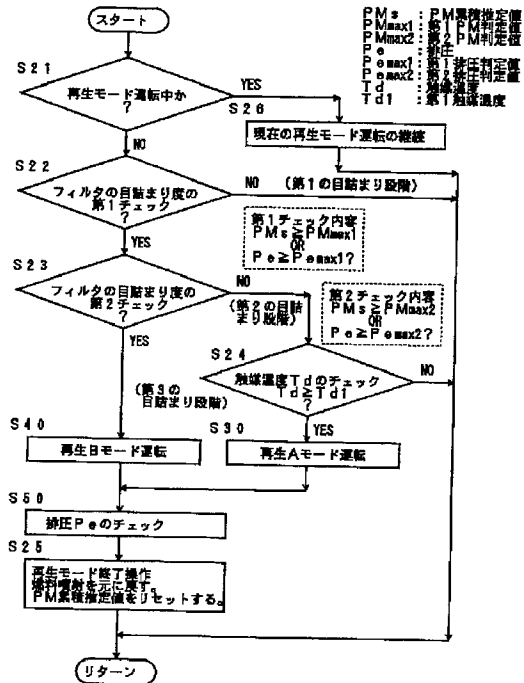 スタート
PMs:PM累積推定値
PMmax1:第1PM判定値
PMmax2:第2PM判定値
Pe:排圧
Pemax1:第1排圧判定値
Pemax2:第2排圧判定値
Td:触媒温度
Td1:第1触媒温度
S21
再生モード運転中か
?
YES
S26
現在の再生モード運転の継続
NO
S22
フィルタの目詰まり度の
第1チェック
?
NO (第1の目詰まり段階)
第1チェック内容
PMs≧PMmax1
OR
Pe≧Pemax1?
YES
S23
フィルタの目詰まり度の
第2チェック
?
NO
(第2の目詰
まり段階)
第2チェック内容
PMs≧PMmax2
OR
Pe≧Pemax2?
YES
S24
触媒温度Tdのチェック
Td≧Td1
?
NO
(第3の
目詰まり段階)
S40
再生Bモード運転
S30
YES
再生Aモード運転
S50
排圧Peのチェック
S25
再生モード終了操作
燃料噴射を元に戻す。
PM累積推定値をリセットする。
リターン